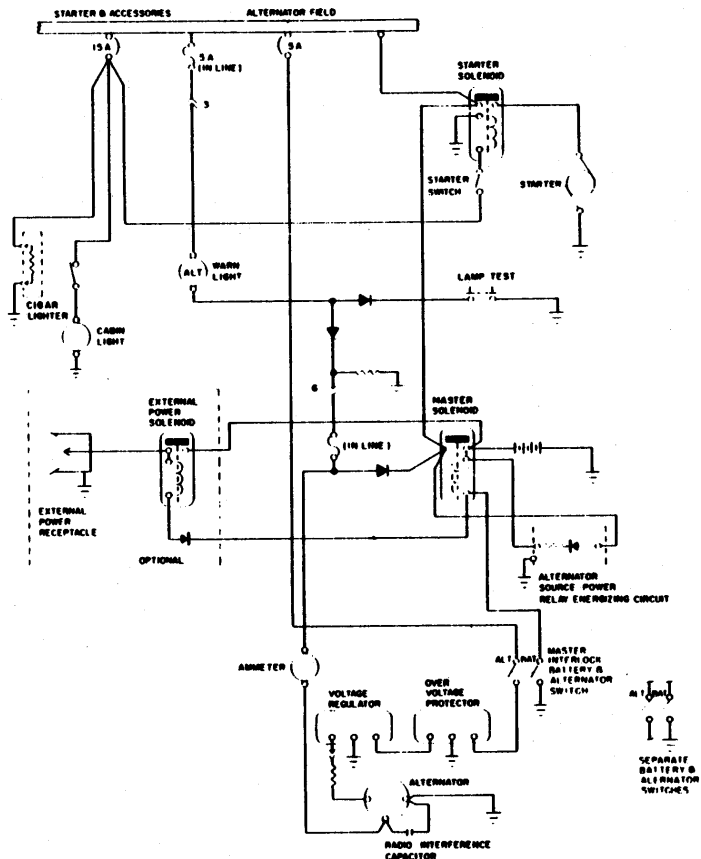 STARTER & ACCESSORIES
ALTERNATOR FIELD
15A
5A
(IN LINE)
5A
3
STARTER
SOLENOID
STARTER
SWITCH
STARTER
ALT
WARN
LIGHT
LAMP TEST
CIGAR
LIGHTER
CABIN
LIGHT
6
EXTERNAL
POWER
SOLENOID
MASTER
SOLENOID
(IN LINE)
EXTERNAL
POWER
RECEPTACLE
OPTIONAL
ALTERNATOR
SOURCE POWER
RELAY ENERGIZING CIRCUIT
AMMETER
ALT BAT
MASTER
INTERLOCK
BATTERY &
ALTERNATOR
SWITCH
VOLTAGE
REGULATOR
OVER
VOLTAGE
PROTECTOR
ALT BAT
SEPARATE
BATTERY &
ALERNATOR
SWITCHES
ALTERNATOR
RADIO INTERFERENCE
CAPACITOR